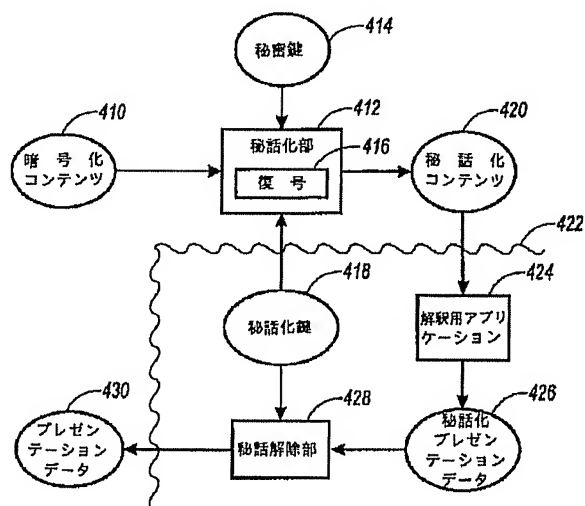 414
秘密鍵
410
412
420
暗号化
コンテンツ
秘話化部
416
復号
秘話化
コンテンツ
422
418
424
秘話化鍵
解釈用アプリ
ケーション
430
428
426
プレゼン
テーション
データ
秘話解除部
秘話化
プレゼン
テーション
データ